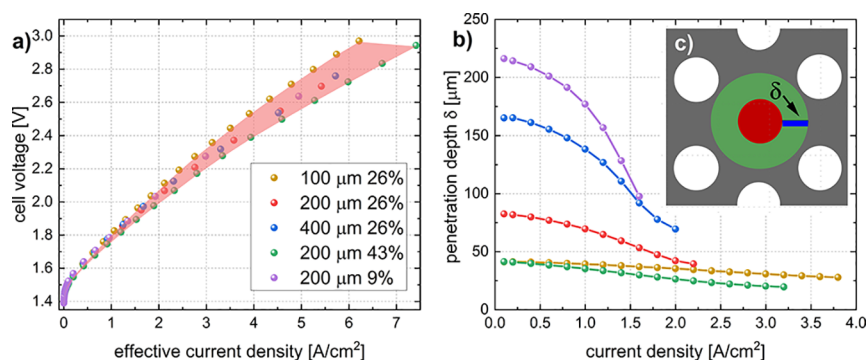 a)
cell voltage [V]
3.0
2.8
2.6
2.4
2.2
2.0
1.8
1.6
1.4
0 1 2 3 4 5 6 7
effective current density [A/cm²]
100 μm 26%
200 μm 26%
400 μm 26%
200 μm 43%
200 μm 9%
b)
penetration depth δ [μm]
250
200
150
100
50
0
0.0 0.5 1.0 1.5 2.0 2.5 3.0 3.5 4.0
current density [A/cm²]
c)
δ